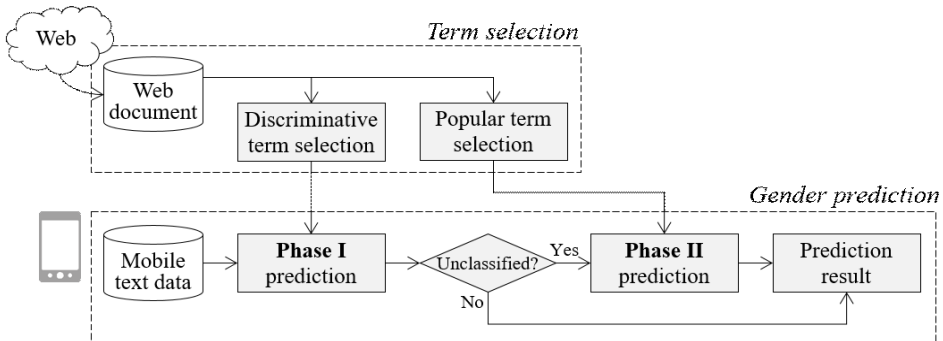 Term selection
Web
Web
document
Discriminative
term selection
Popular term
selection
Gender prediction
Mobile
text data
Phase I
prediction
Unclassified?
Yes
No
Phase II
prediction
Prediction
result